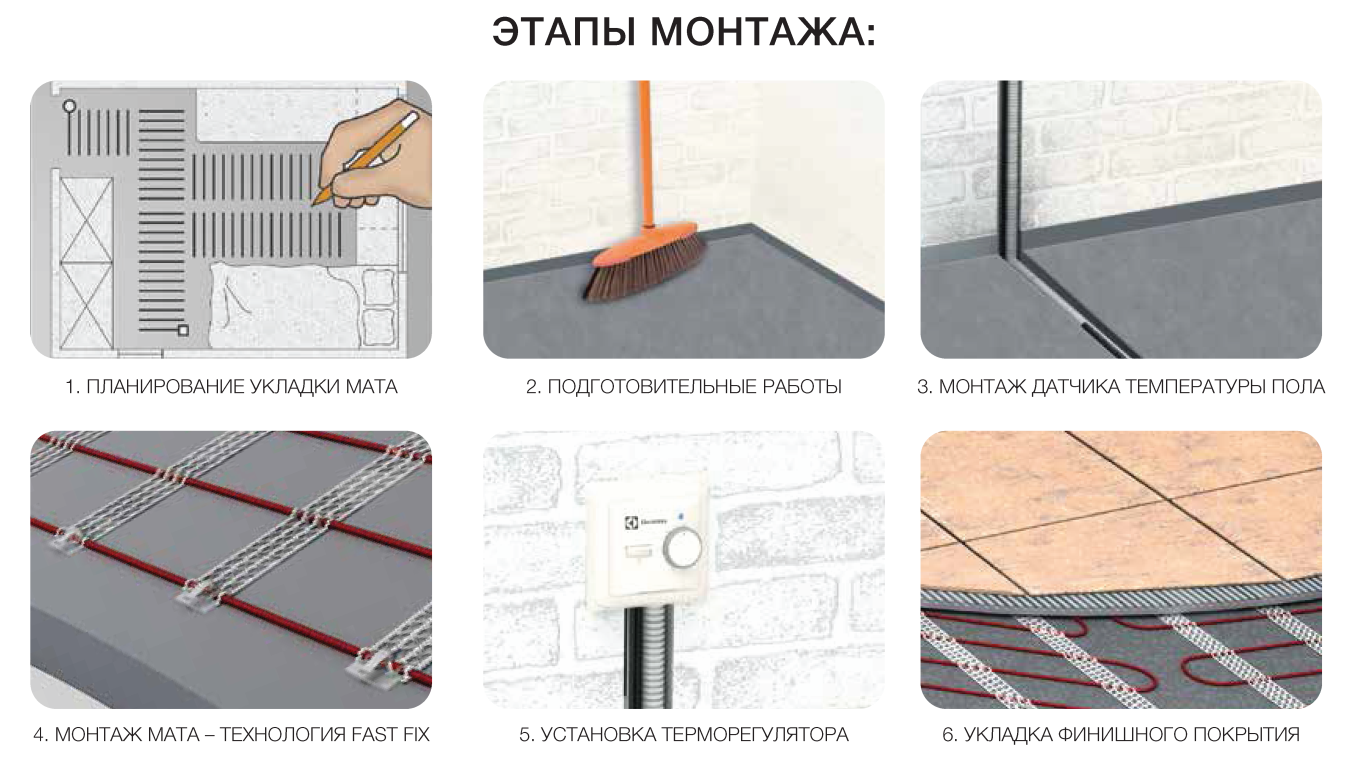 ЭТАПЫ МОНТАЖА:
1. ПЛАНИРОВАНИЕ УКЛАДКИ МАТА
2. ПОДГОТОВИТЕЛЬНЫЕ РАБОТЫ
3. МОНТАЖ ДАТЧИКА ТЕМПЕРАТУРЫ ПОЛА
Electrolux
4. МОНТАЖ МАТА – ТЕХНОЛОГИЯ FAST FIX
5. УСТАНОВКА ТЕРМОРЕГУЛЯТОРА
6. УКЛАДКА ФИНИШНОГО ПОКРЫТИЯ